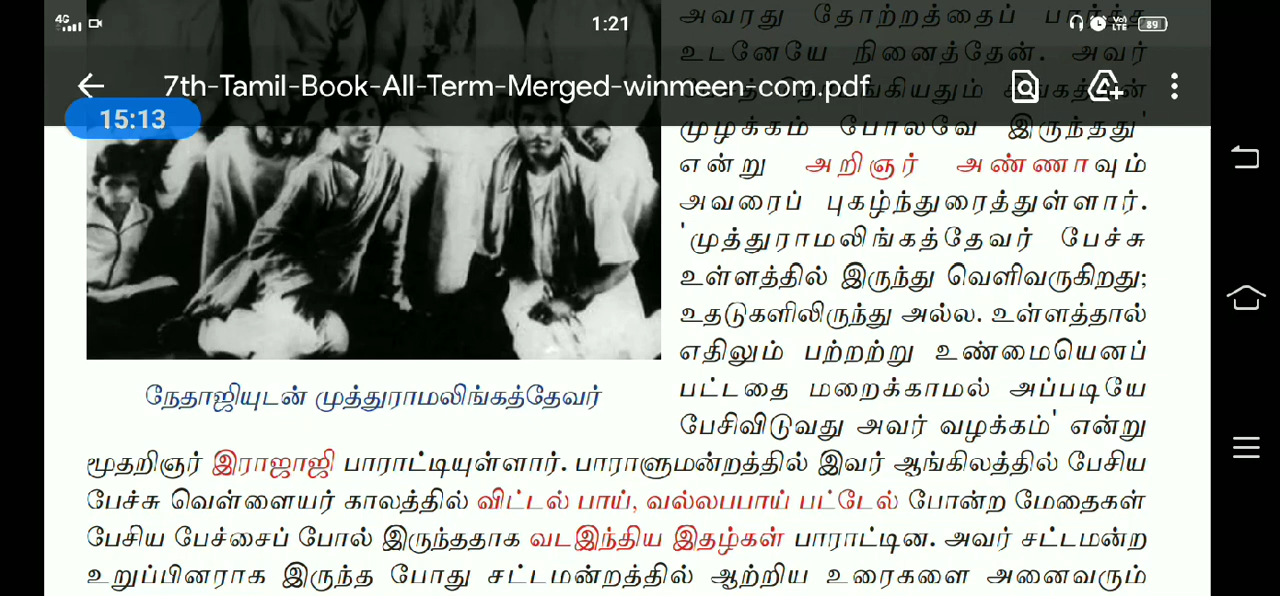 4G 1:21 Vo) LTE 89
அவரது தோற்றத்தைப் பார்த்த
உடனேயே நினைத்தேன். அவர்
7th-Tamil-Book-All-Term-Merged-winmeen-com.pdf
15:13
முழக்கம் போலவே இருந்தது'
என்று அறிஞர் அண்ணாவும்
அவரைப் புகழ்ந்துரைத்துள்ளார்.
'முத்துராமலிங்கத்தேவர் பேச்சு
உள்ளத்தில் இருந்து வெளிவருகிறது;
உதடுகளிலிருந்து அல்ல. உள்ளத்தால்
எதிலும் பற்றற்று உண்மையெனப்
பட்டதை மறைக்காமல் அப்படியே
பேசிவிடுவது அவர் வழக்கம்' என்று
நேதாஜியுடன் முத்துராமலிங்கத்தேவர்
மூதறிஞர் இராஜாஜி பாராட்டியுள்ளார். பாராளுமன்றத்தில் இவர் ஆங்கிலத்தில் பேசிய
பேச்சு வெள்ளையர் காலத்தில் விட்டல் பாய், வல்லபபாய் பட்டேல் போன்ற மேதைகள்
பேசிய பேச்சைப் போல் இருந்ததாக வடஇந்திய இதழ்கள் பாராட்டின. அவர் சட்டமன்ற
உறுப்பினராக இருந்த போது சட்டமன்றத்தில் ஆற்றிய உரைகளை அனைவரும்